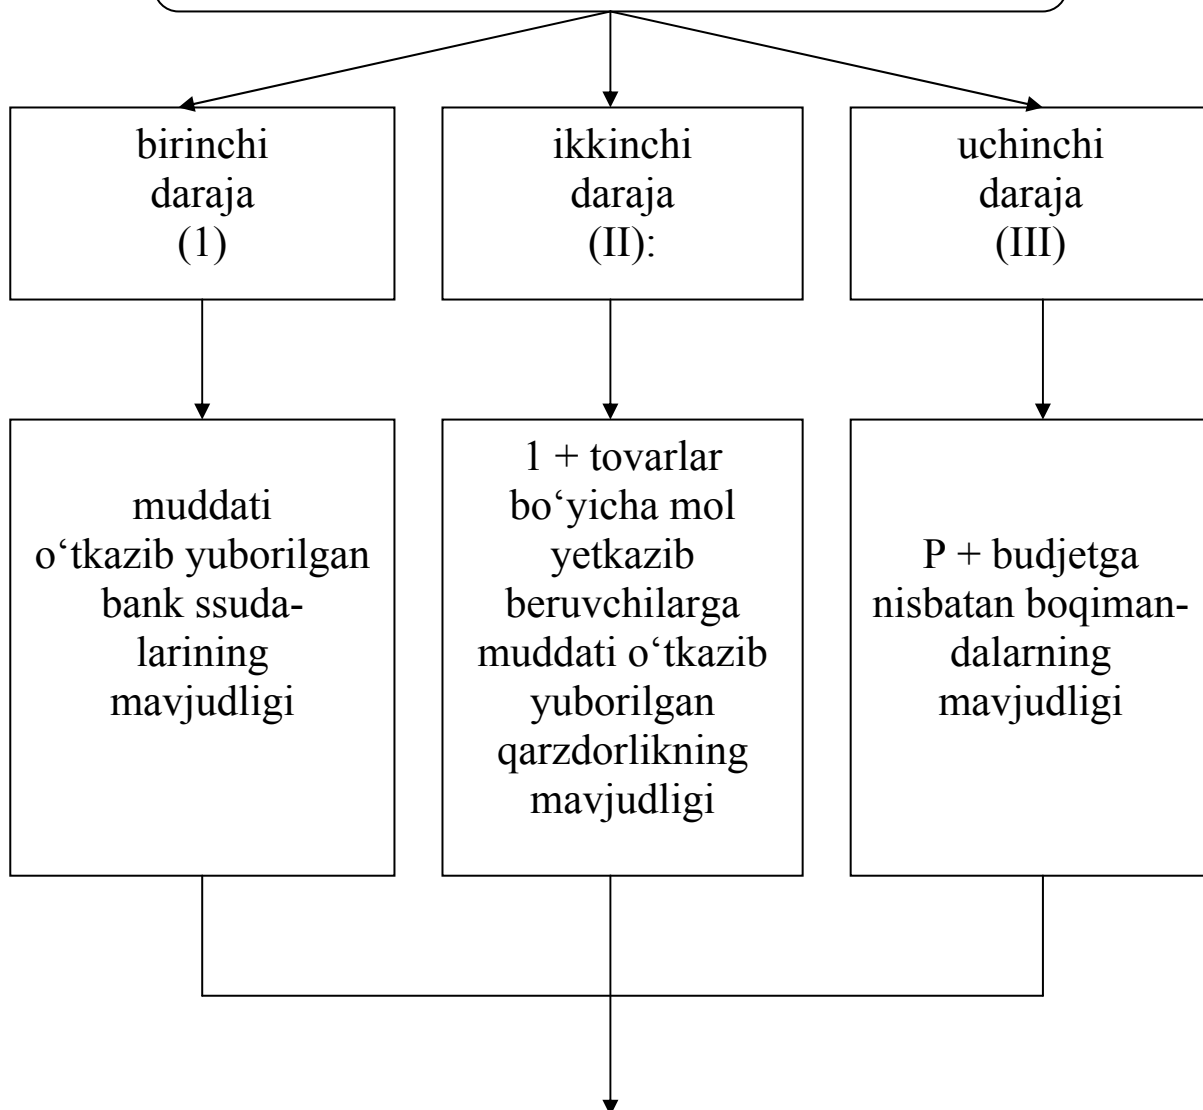 birinchi
daraja
(1)
ikkinchi
daraja
(II):
uchinchi
daraja
(III)
muddati
o‘tkazib yuborilgan
bank ssuda-
larining
mavjudligi
1 + tovarlar
bo‘yicha mol
yetkazib
beruvchilarga
muddati o‘tkazib
yuborilgan
qarzdorlikning
mavjudligi
P + budjetga
nisbatan boqiman-
dalarning
mavjudligi